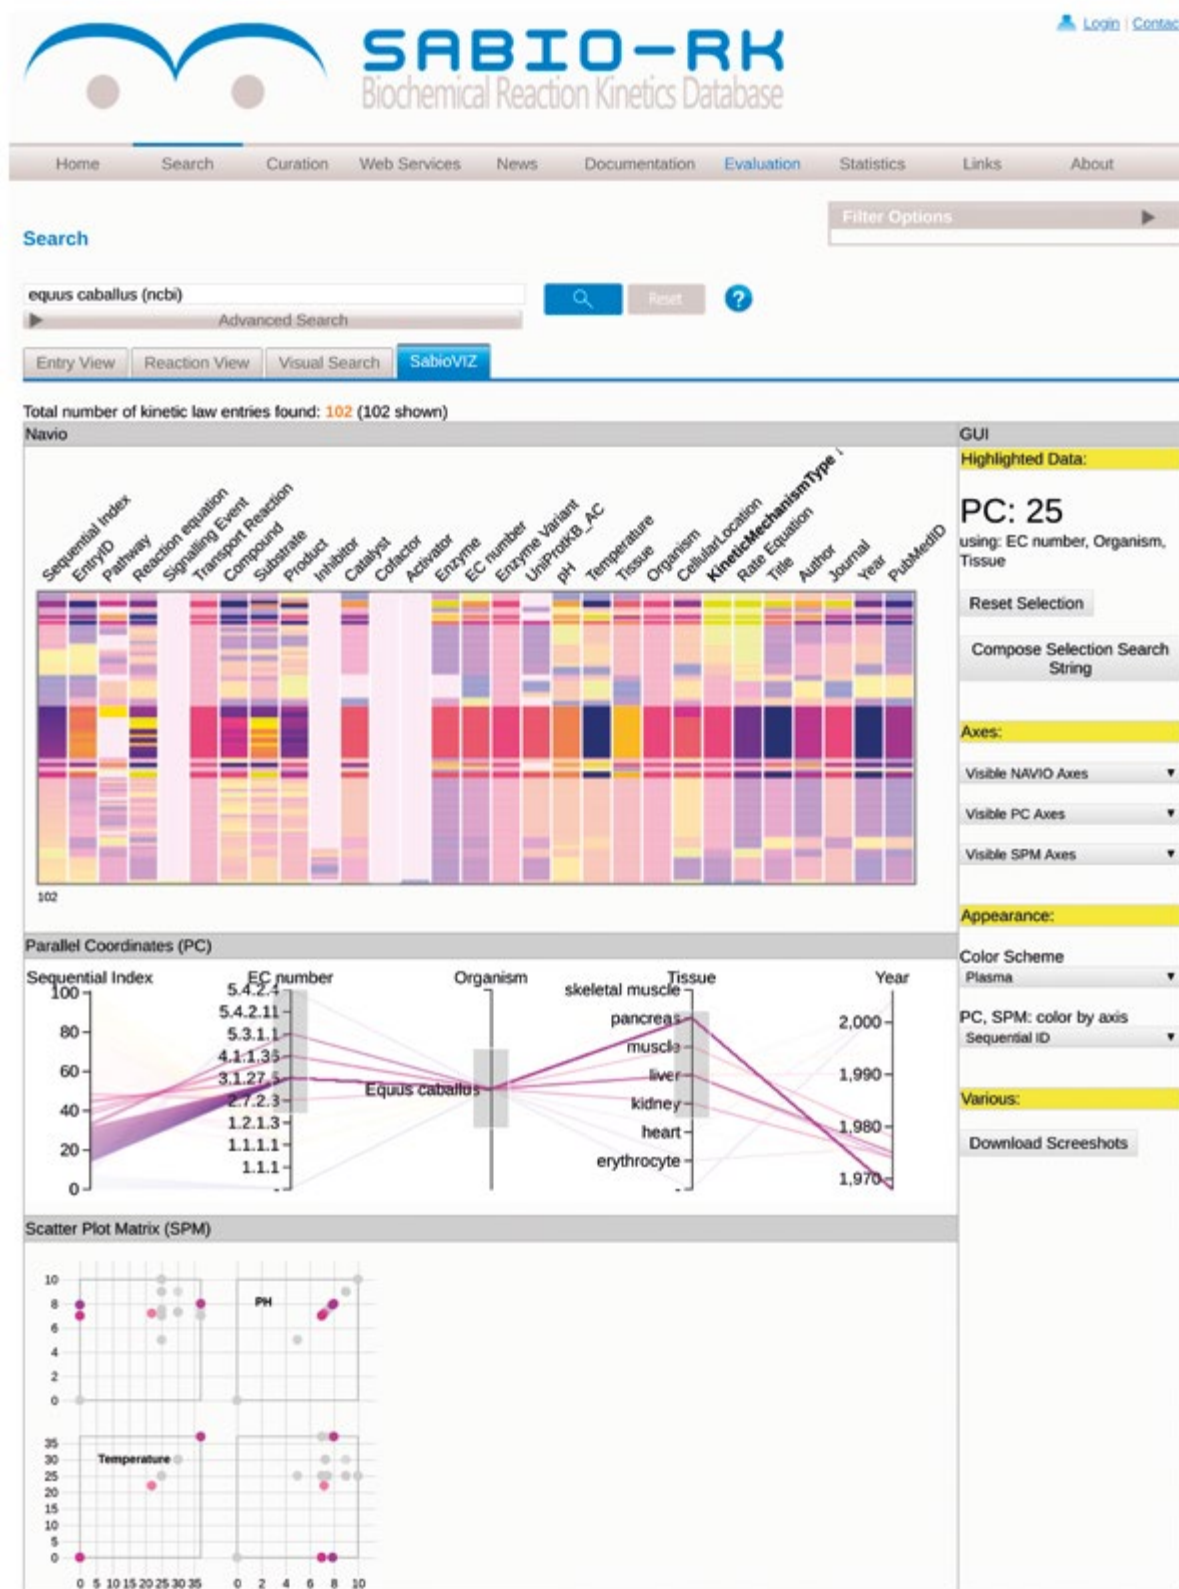 Login | Contac
SABIO-RK
Biochemical Reaction Kinetics Database
Home Search Curation Web Services News Documentation Evaluation Statistics Links About
Filter Options
Search
equus caballus (ncbi)
Reset
?
Advanced Search
Entry View Reaction View Visual Search SabioVIZ
Total number of kinetic law entries found: 102 (102 shown)
Navio
GUI
Sequential Index
EntryID
Pathway
Reaction equation
Signalling Event
Transport Reaction
Compound
Substrate
Product
Inhibitor
Catalyst
Cofactor
Activator
Enzyme
EC number
Enzyme Variant
UniProtKB_AC
pH
Temperature
Tissue
Organism
CellularLocation
KineticMechanismType ↓
Rate Equation
Title
Author
Journal
Year
PubMedID
102
Highlighted Data:
PC: 25
using: EC number, Organism,
Tissue
Reset Selection
Compose Selection Search
String
Axes:
Visible NAVIO Axes
Visible PC Axes
Visible SPM Axes
Appearance:
Color Scheme
Plasma
PC, SPM: color by axis
Sequential ID
Various:
Download Screeshots
Parallel Coordinates (PC)
Sequential Index EC number Organism Tissue Year
100
80
60
40
20
0
5.4.2.4
5.4.2.11
5.3.1.1
4.1.1.35
3.1.27.5
2.7.2.3
1.2.1.3
1.1.1.1
1.1.1
-
Equus caballus
skeletal muscle
pancreas
muscle
liver
kidney
heart
erythrocyte
-
2,000
1,990
1,980
1,970
Scatter Plot Matrix (SPM)
10
8
6
4
2
0
PH
35
30
25
20
15
10
5
0
Temperature
0 5 10 15 20 25 30 35 0 2 4 6 8 10